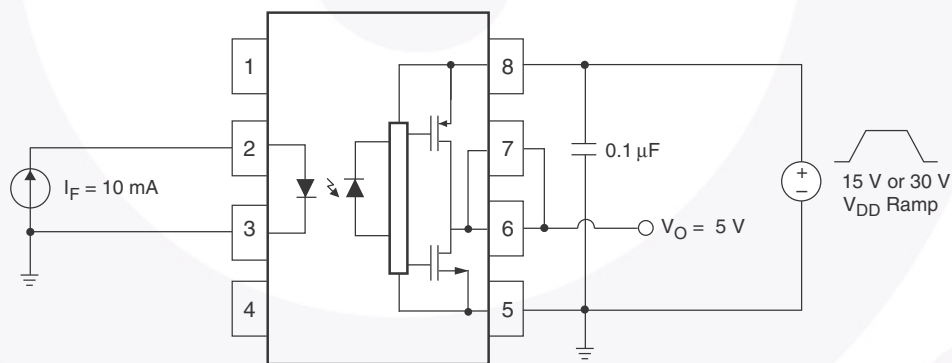 1
8
2
7
I_F = 10 mA
0.1 µF
+
–
15 V or 30 V
V_DD Ramp
3
6
V_O = 5 V
4
5